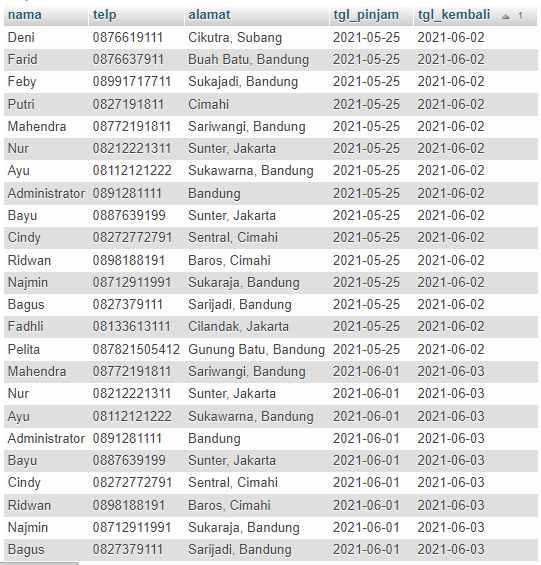 nama telp alamat tgl_pinjam tgl_kembali 1
Deni 0876619111 Cikutra, Subang 2021-05-25 2021-06-02
Farid 0876637911 Buah Batu, Bandung 2021-05-25 2021-06-02
Feby 08991717711 Sukajadi, Bandung 2021-05-25 2021-06-02
Putri 0827191811 Cimahi 2021-05-25 2021-06-02
Mahendra 08772191811 Sariwangi, Bandung 2021-05-25 2021-06-02
Nur 08212221311 Sunter, Jakarta 2021-05-25 2021-06-02
Ayu 08112121222 Sukawarna, Bandung 2021-05-25 2021-06-02
Administrator 0891281111 Bandung 2021-05-25 2021-06-02
Bayu 0887639199 Sunter, Jakarta 2021-05-25 2021-06-02
Cindy 08272772791 Sentral, Cimahi 2021-05-25 2021-06-02
Ridwan 0898188191 Baros, Cimahi 2021-05-25 2021-06-02
Najmin 08712911991 Sukaraja, Bandung 2021-05-25 2021-06-02
Bagus 0827379111 Sarijadi, Bandung 2021-05-25 2021-06-02
Fadhli 08133613111 Cilandak, Jakarta 2021-05-25 2021-06-02
Pelita 087821505412 Gunung Batu, Bandung 2021-05-25 2021-06-02
Mahendra 08772191811 Sariwangi, Bandung 2021-06-01 2021-06-03
Nur 08212221311 Sunter, Jakarta 2021-06-01 2021-06-03
Ayu 08112121222 Sukawarna, Bandung 2021-06-01 2021-06-03
Administrator 0891281111 Bandung 2021-06-01 2021-06-03
Bayu 0887639199 Sunter, Jakarta 2021-06-01 2021-06-03
Cindy 08272772791 Sentral, Cimahi 2021-06-01 2021-06-03
Ridwan 0898188191 Baros, Cimahi 2021-06-01 2021-06-03
Najmin 08712911991 Sukaraja, Bandung 2021-06-01 2021-06-03
Bagus 0827379111 Sarijadi, Bandung 2021-06-01 2021-06-03